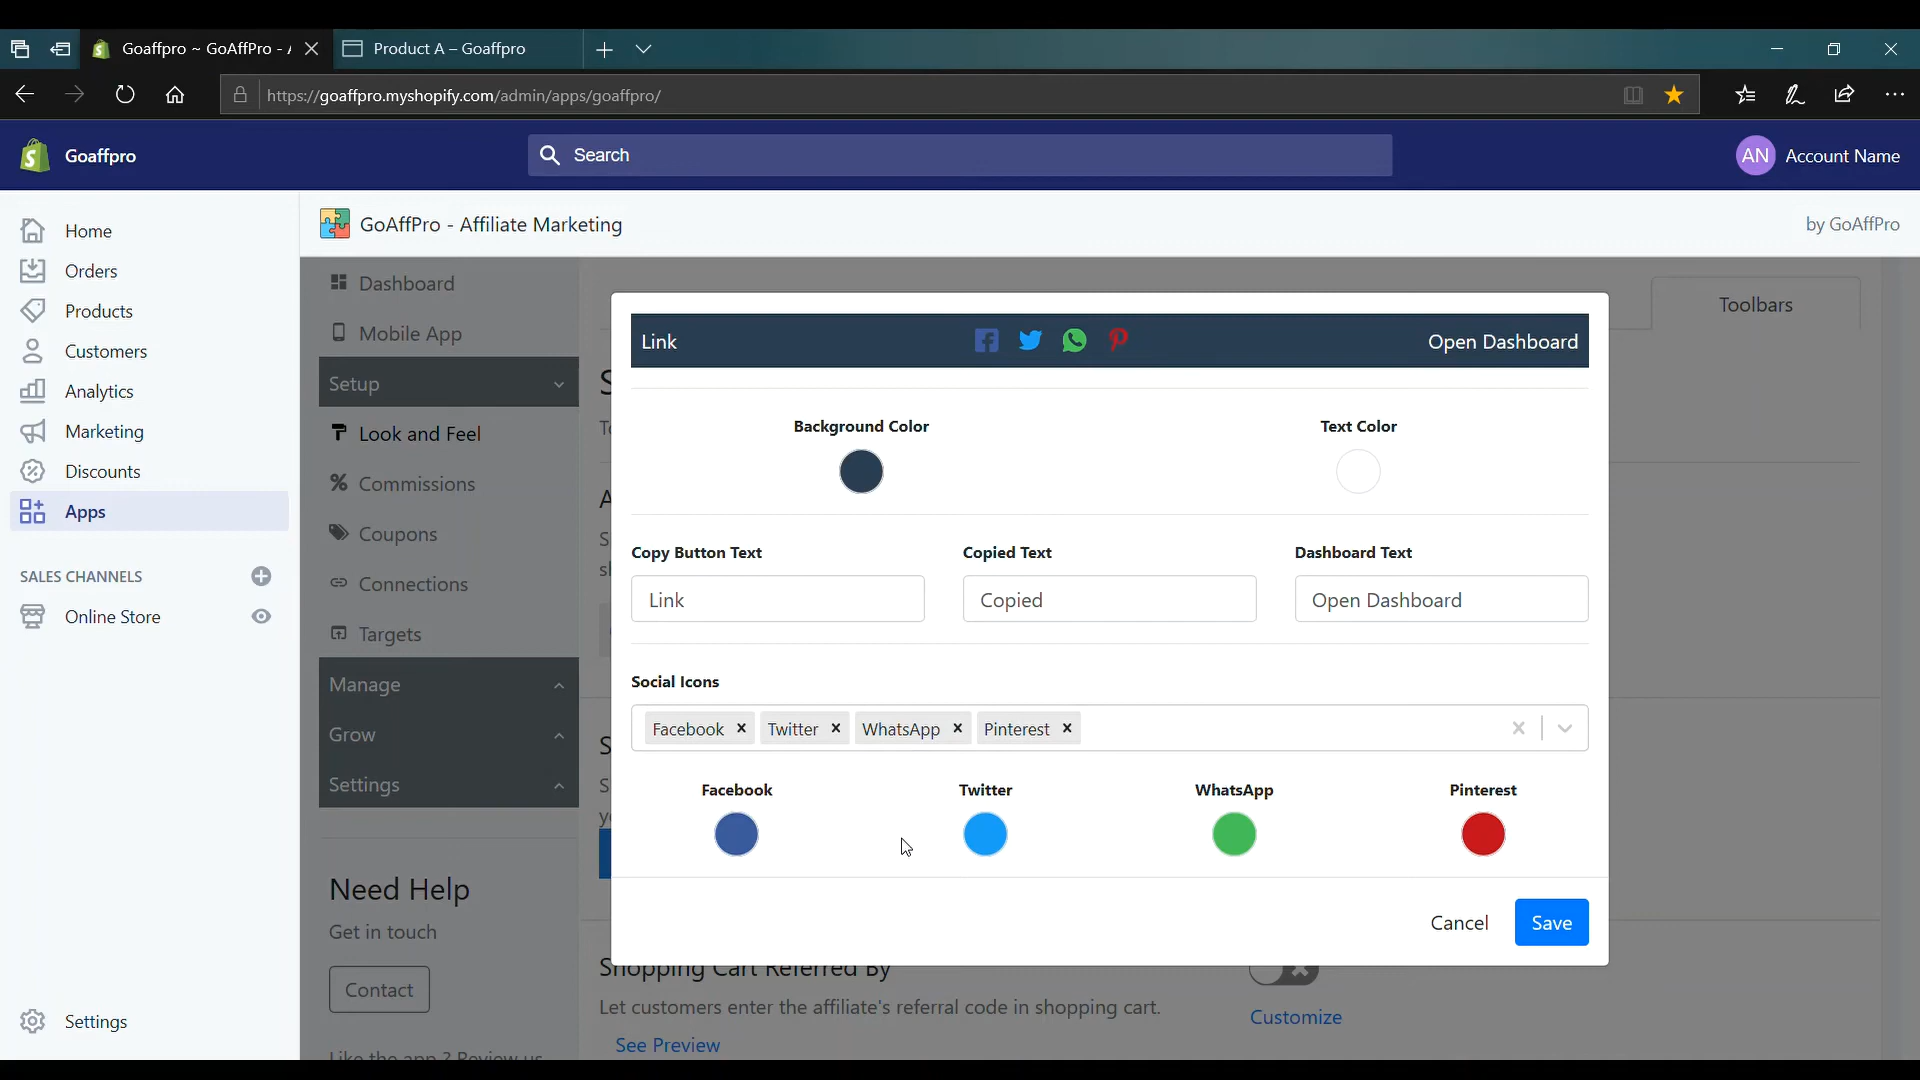 Goaffpro ~ GoAffPro - 
Product A – Goaffpro
https://goaffpro.myshopify.com/admin/apps/goaffpro/
Goaffpro
Search
AN
Account Name
Home
Orders
Products
Customers
Analytics
Marketing
Discounts
Apps
SALES CHANNELS
Online Store
Settings
GoAffPro - Affiliate Marketing
by GoAffPro
Dashboard
Mobile App
Setup
Look and Feel
Commissions
Coupons
Connections
Targets
Manage
Grow
Settings
Need Help
Get in touch
Contact
Like the app ? Review us
Toolbars
Link
Open Dashboard
Background Color
Text Color
Copy Button Text
Copied Text
Dashboard Text
Link
Copied
Open Dashboard
Social Icons
Facebook
Twitter
WhatsApp
Pinterest
Facebook
Twitter
WhatsApp
Pinterest
Cancel
Save
Shopping Cart Referred By
Let customers enter the affiliate's referral code in shopping cart.
Customize
See Preview